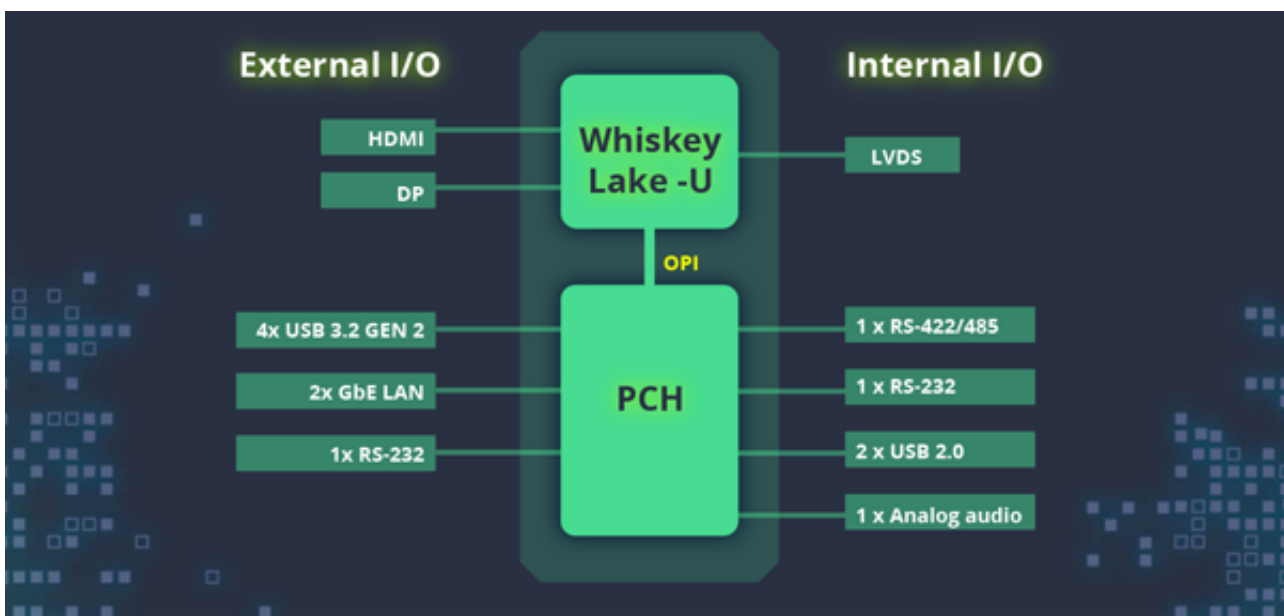 External I/O
Internal I/O
HDMI
DP
Whiskey
Lake -U
LVDS
OPI
4x USB 3.2 GEN 2
2x GbE LAN
1x RS-232
PCH
1 x RS-422/485
1 x RS-232
2 x USB 2.0
1 x Analog audio